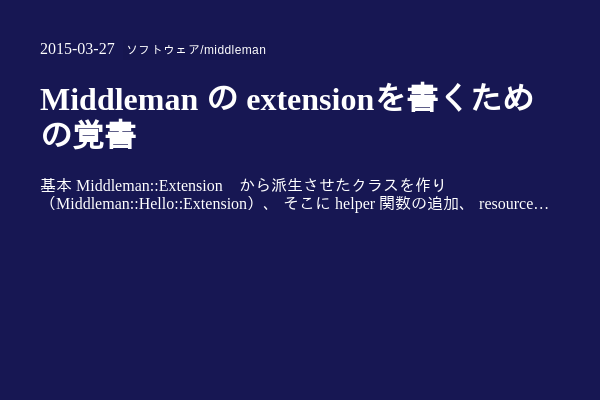 2015-03-27 ソフトウェア/middleman
Middleman の extensionを書くため
の覚書
基本 Middleman::Extension　から派生させたクラスを作り
（Middleman::Hello::Extension）、 そこに helper 関数の追加、 resource…